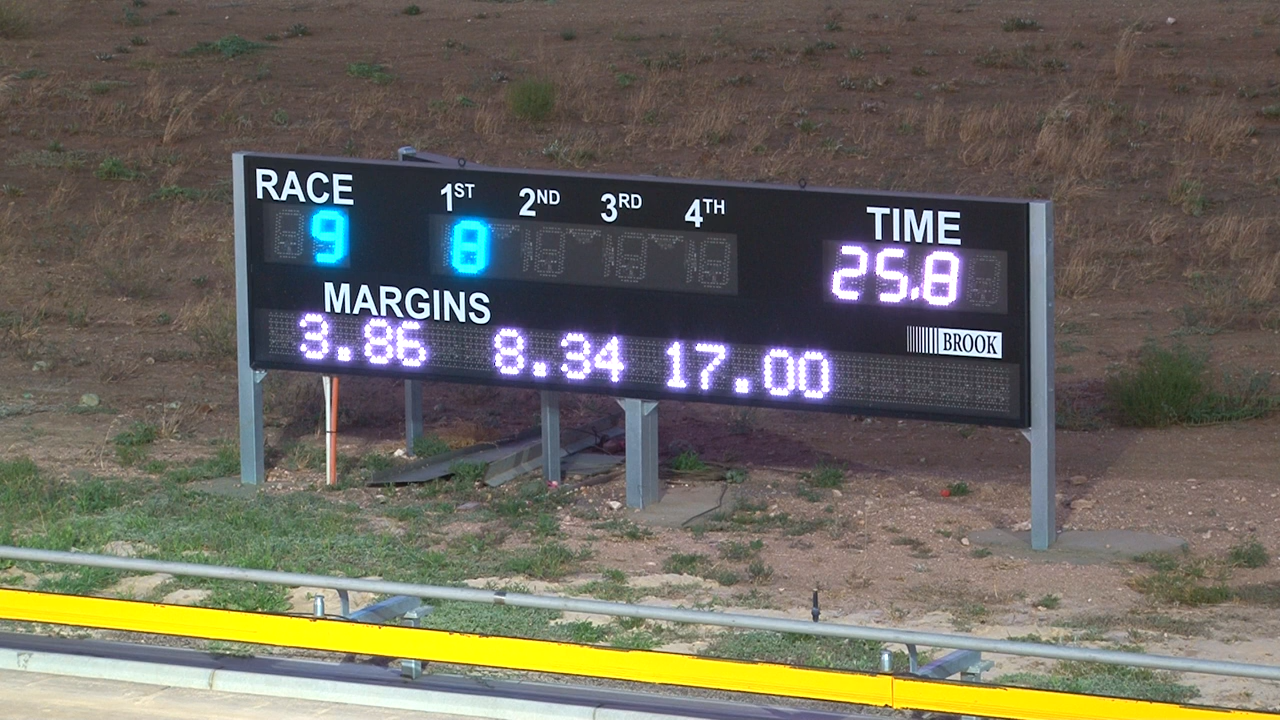 RACE 1ST 2ND 3RD 4TH TIME
9 8 25.8
MARGINS
BROOK
3.86 8.34 17.00